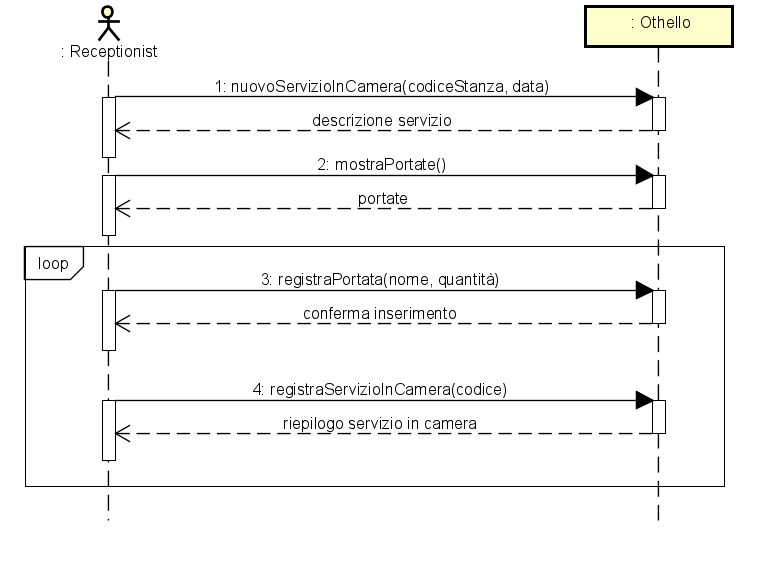 : Receptionist
: Othello
1: nuovoServizioInCamera(codiceStanza, data)
descrizione servizio
2: mostraPortate()
portate
loop
3: registraPortata(nome, quantità)
conferma inserimento
4: registraServizioInCamera(codice)
riepilogo servizio in camera